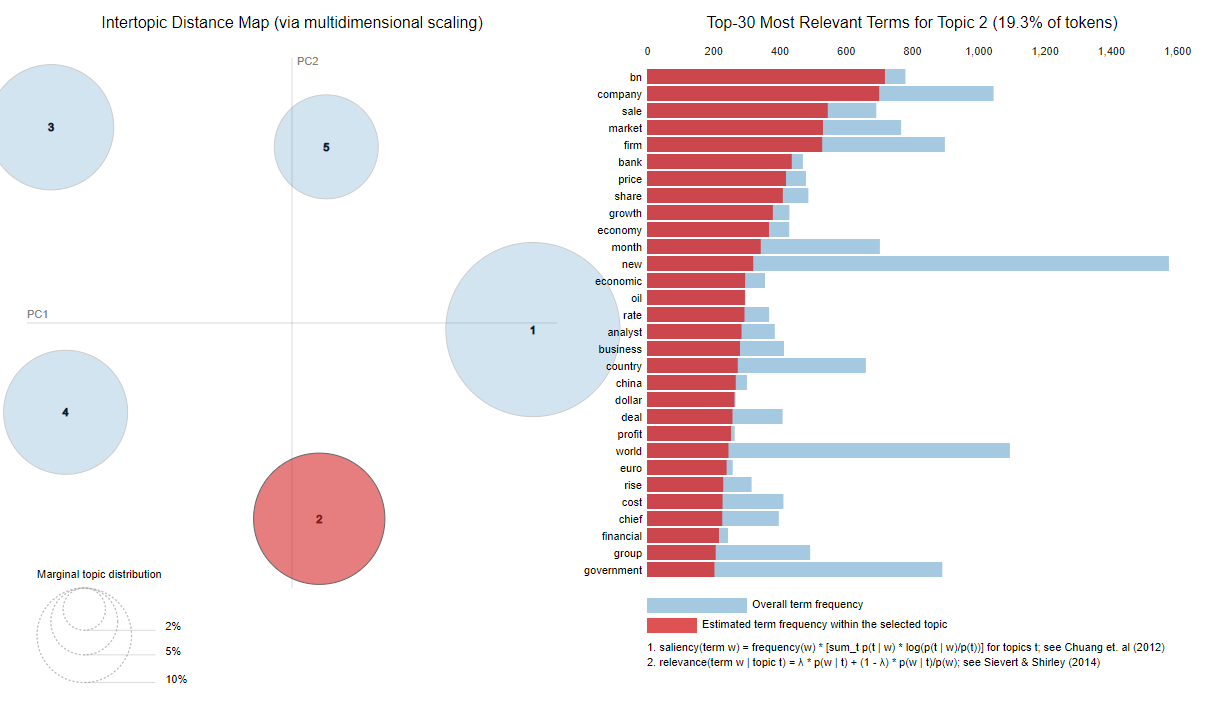 Intertopic Distance Map (via multidimensional scaling)
PC2
PC1
3
5
1
4
2
Marginal topic distribution
2%
5%
10%
Top-30 Most Relevant Terms for Topic 2 (19.3% of tokens)
0 200 400 600 800 1,000 1,200 1,400 1,600
bn
company
sale
market
firm
bank
price
share
growth
economy
month
new
economic
oil
rate
analyst
business
country
china
dollar
deal
profit
world
euro
rise
cost
chief
financial
group
government
Overall term frequency
Estimated term frequency within the selected topic
1. saliency(term w) = frequency(w) * [sum_t p(t | w) * log(p(t | w)/p(t))] for topics t; see Chuang et. al (2012)
2. relevance(term w | topic t) = λ * p(w | t) + (1 - λ) * p(w | t)/p(w); see Sievert & Shirley (2014)